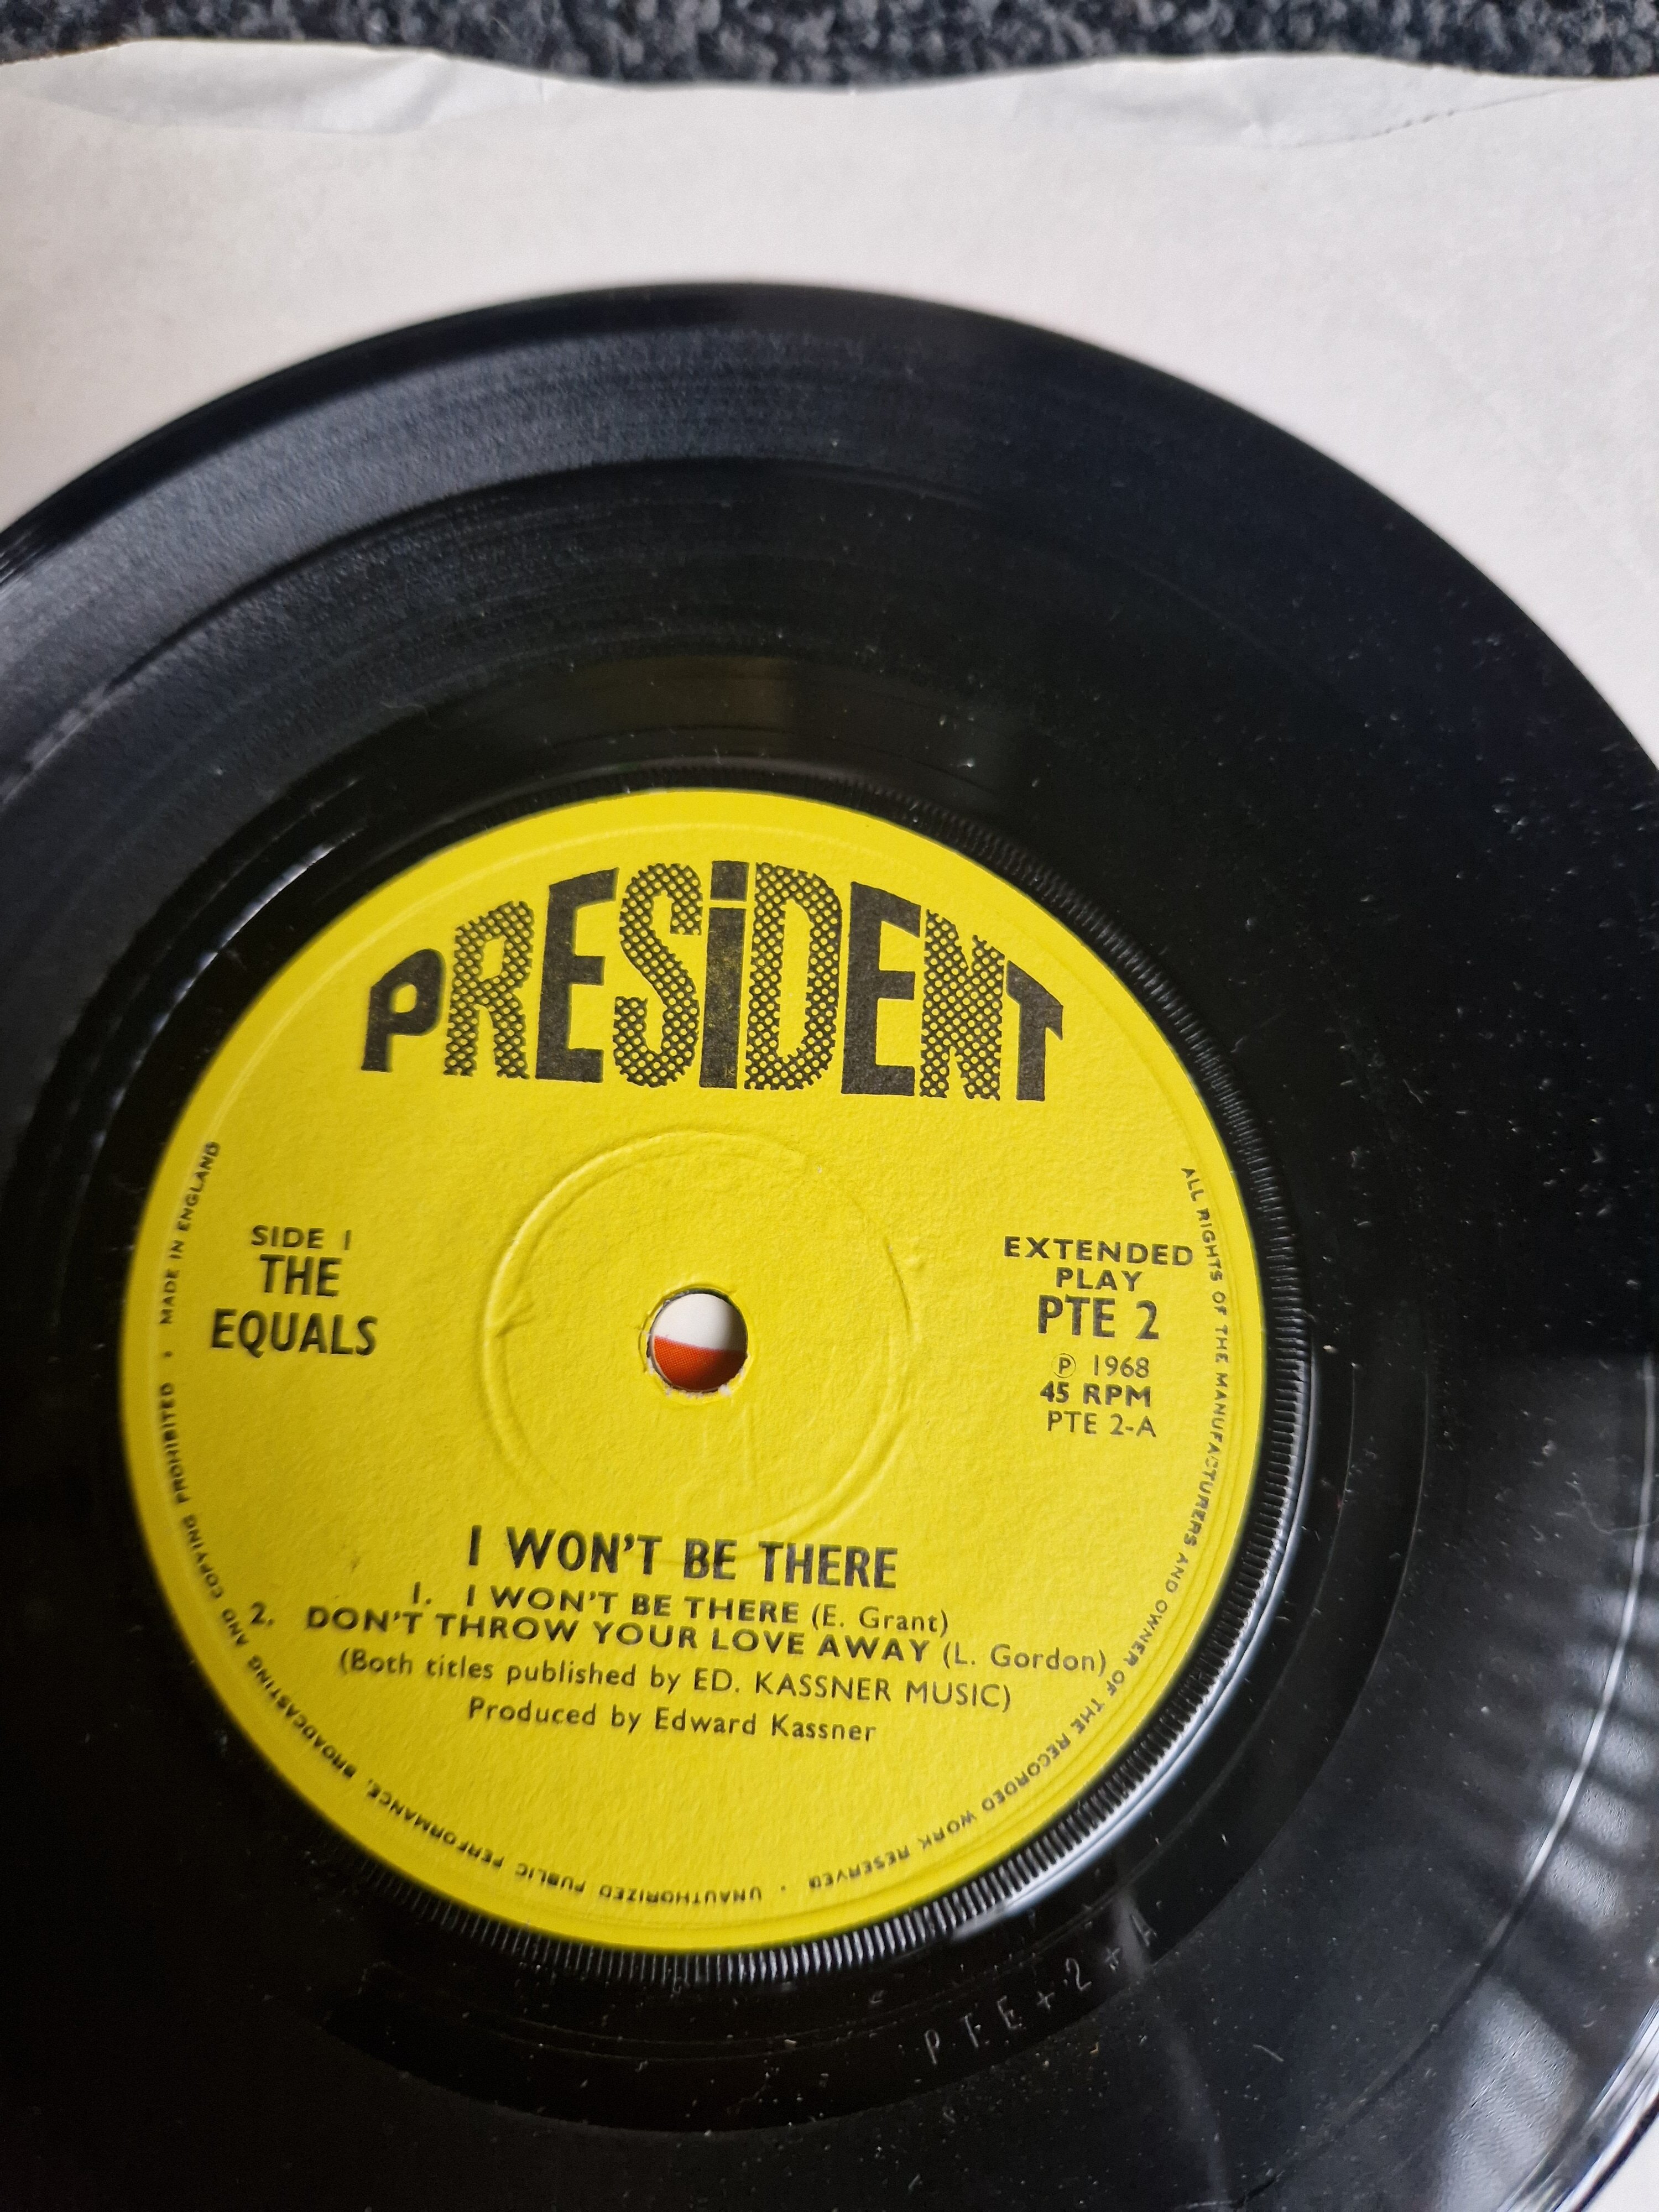 PRESiDENT
SIDE 1
THE
EQUALS
EXTENDED
PLAY
PTE 2
Ⓟ 1968
45 RPM
PTE 2-A
I WON'T BE THERE
1. I WON'T BE THERE (E. Grant)
2. DON'T THROW YOUR LOVE AWAY (L. Gordon)
(Both titles published by ED. KASSNER MUSIC)
Produced by Edward Kassner
ALL RIGHTS OF THE MANUFACTURERS AND OWNER OF THE RECORDED WORK RESERVED • UNAUTHORIZED PUBLIC PERFORMANCE, BROADCASTING AND COPYING PROHIBITED • MADE IN ENGLAND
PTE + 2 + A